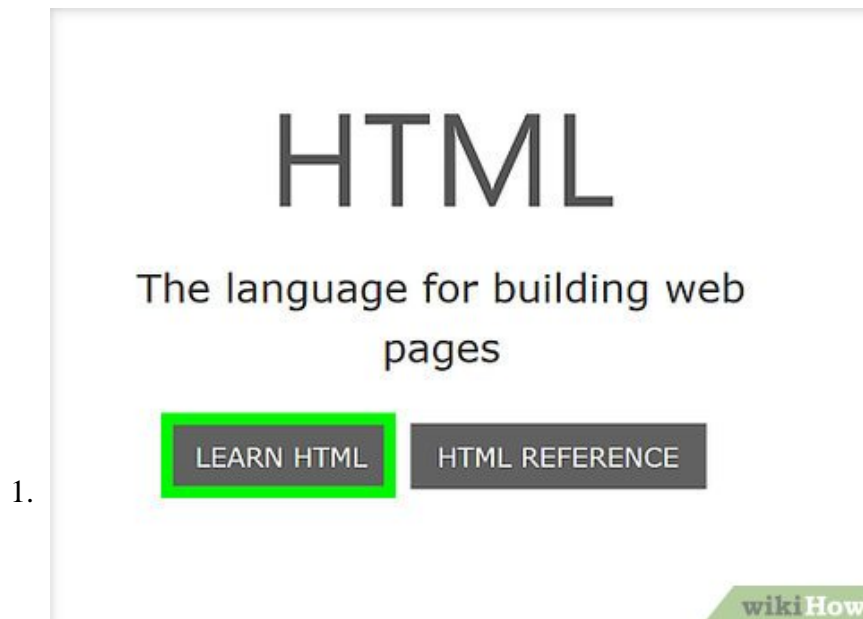 HTML
The language for building web
pages
LEARN HTML HTML REFERENCE
1.
wikiHow